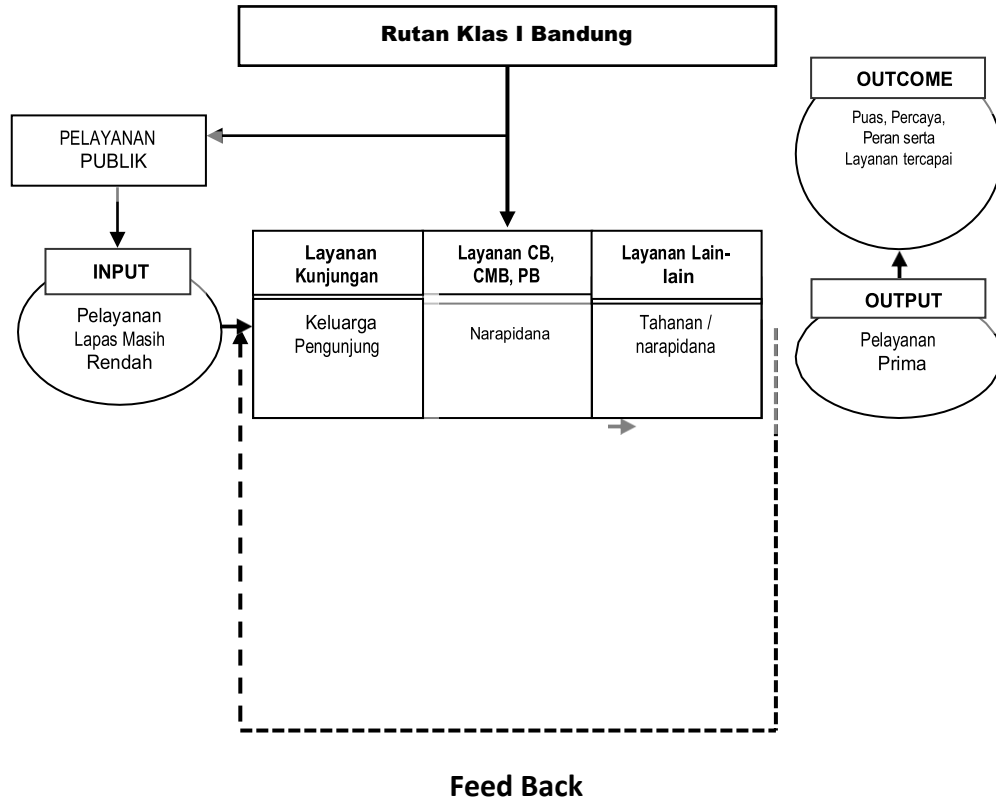 Rutan Klas I Bandung
PELAYANAN
PUBLIK
INPUT
Pelayanan
Lapas Masih
Rendah
Layanan
Kunjungan
Keluarga
Pengunjung
Layanan CB,
CMB, PB
Narapidana
Layanan Lain-
lain
Tahanan /
narapidana
OUTCOME
Puas, Percaya,
Peran serta
Layanan tercapai
OUTPUT
Pelayanan
Prima
Feed Back